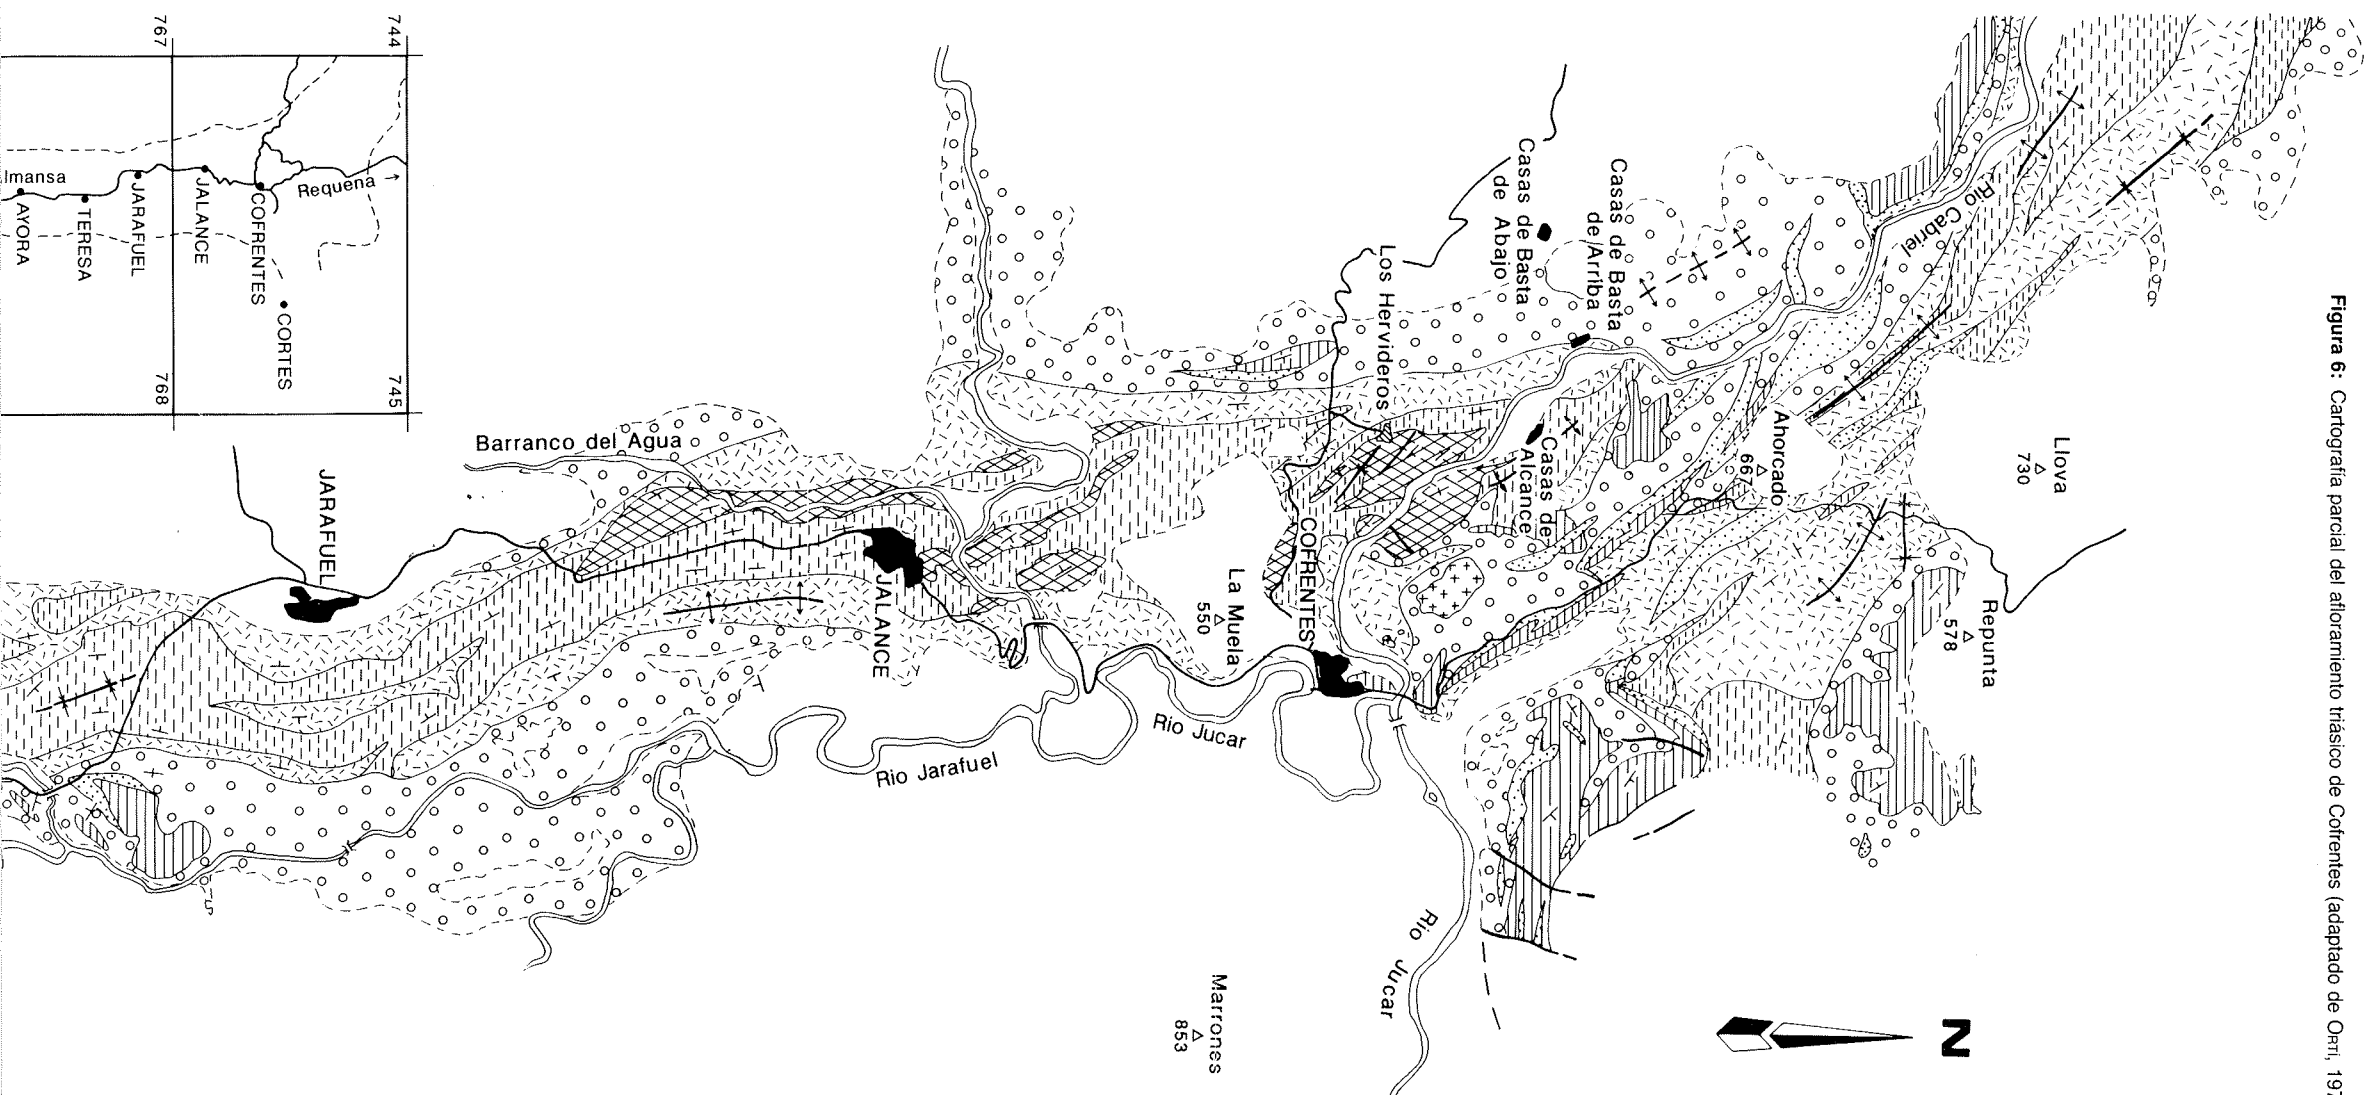 Figura 6: Cartografía parcial del afloramiento triásico de Cofrentes (adaptado de ORTÍ, 197
Llova
730
Repunta
578
N
Rio Cabriel
Ahorcado
667
Casas de Basta
de Arriba
Casas de Basta
de Abajo
Casas de
Alcance
Los Hervideros
COFRENTES
La Muela
550
Rio Jucar
Rio Jucar
Marrones
853
Rio Jarafuel
JALANCE
Barranco del Agua
JARAFUEL
744
745
767
768
Requena →
COFRENTES
CORTES
JALANCE
JARAFUEL
TERESA
AYORA
lmansa